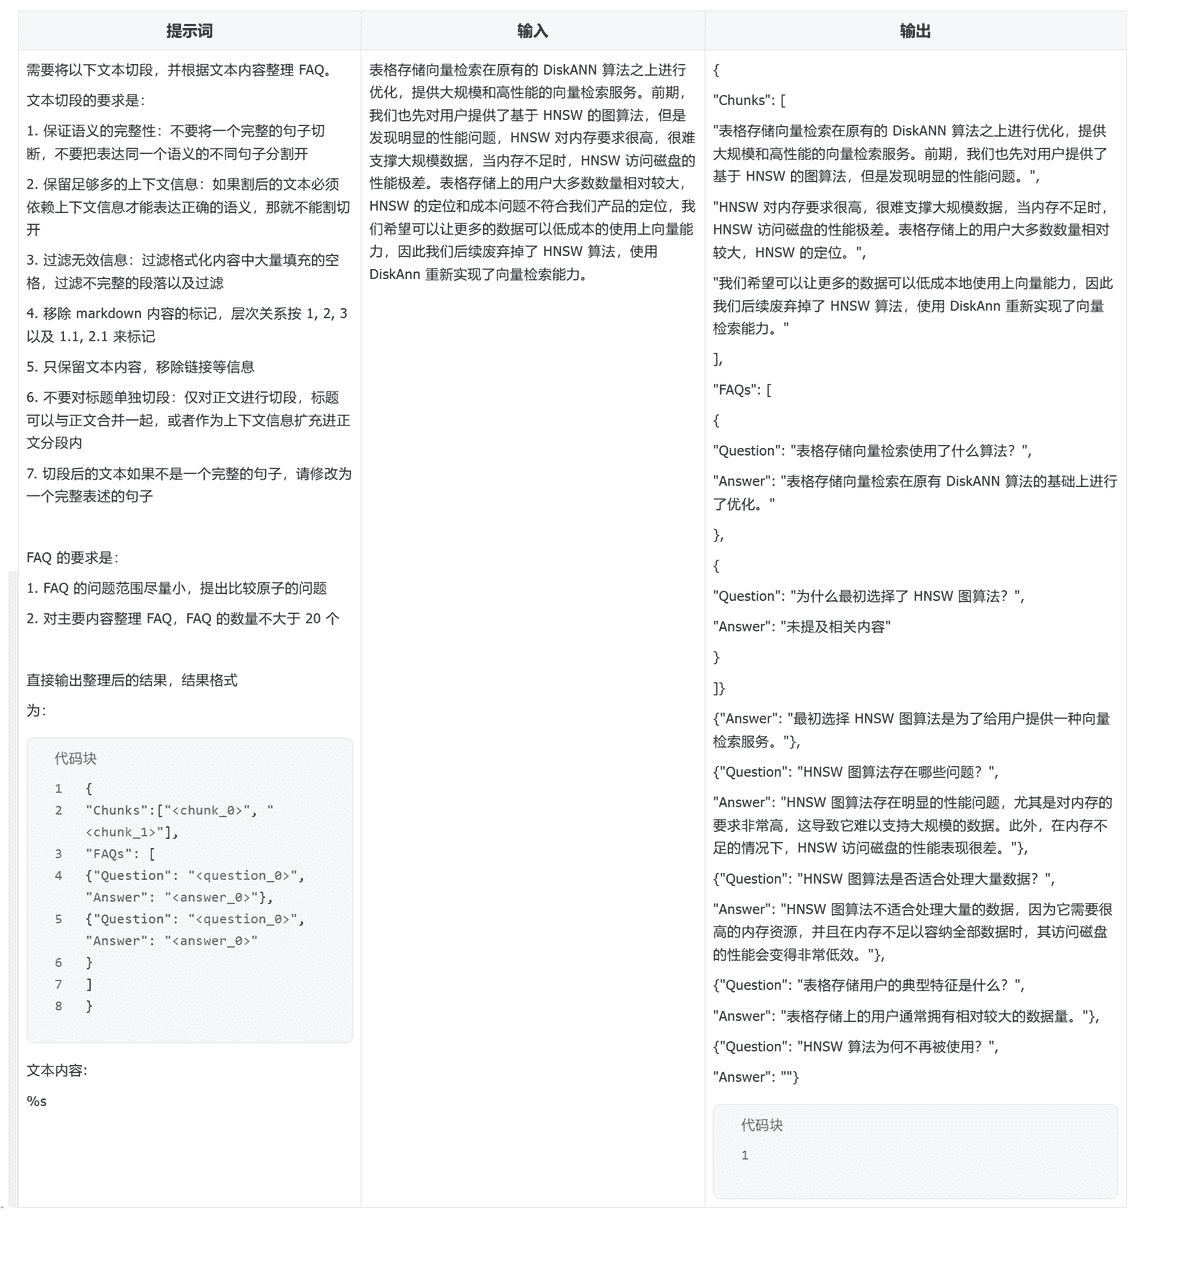 提示词
输入
输出
需要将以下文本切段，并根据文本内容整理 FAQ。
文本切段的要求是：
1. 保证语义的完整性：不要将一个完整的句子切
断，不要把表达同一个语义的不同句子分割开
2. 保留足够多的上下文信息：如果割后的文本必须
依赖上下文信息才能表达正确的语义，那就不能割切
开
3. 过滤无效信息：过滤格式化内容中大量填充的空
格，过滤不完整的段落以及过滤
4. 移除 markdown 内容的标记，层次关系按 1, 2, 3
以及 1.1, 2.1 来标记
5. 只保留文本内容，移除链接等信息
6. 不要对标题单独切段：仅对正文进行切段，标题
可以与正文合并一起，或者作为上下文信息扩充进正
文分段内
7. 切段后的文本如果不是一个完整的句子，请修改为
一个完整表述的句子
FAQ 的要求是：
1. FAQ 的问题范围尽量小，提出比较原子的问题
2. 对主要内容整理 FAQ，FAQ 的数量不大于 20 个
直接输出整理后的结果，结果格式
为：
代码块
1 {
2 "Chunks":["<chunk_0>", "
<chunk_1>"],
3 "FAQs": [
4 {"Question": "<question_0>",
"Answer": "<answer_0>"},
5 {"Question": "<question_0>",
"Answer": "<answer_0>"
6 }
7 ]
8 }
文本内容:
%s
表格存储向量检索在原有的 DiskANN 算法之上进行
优化，提供大规模和高性能的向量检索服务。前期，
我们也先对用户提供了基于 HNSW 的图算法，但是
发现明显的性能问题，HNSW 对内存要求很高，很难
支撑大规模数据，当内存不足时，HNSW 访问磁盘的
性能极差。表格存储上的用户大多数数量相对较大，
HNSW 的定位和成本问题不符合我们产品的定位，我
们希望可以让更多的数据可以低成本的使用上向量能
力，因此我们后续废弃掉了 HNSW 算法，使用
DiskAnn 重新实现了向量检索能力。
{
"Chunks": [
"表格存储向量检索在原有的 DiskANN 算法之上进行优化，提供
大规模和高性能的向量检索服务。前期，我们也先对用户提供了
基于 HNSW 的图算法，但是发现明显的性能问题。",
"HNSW 对内存要求很高，很难支撑大规模数据，当内存不足时，
HNSW 访问磁盘的性能极差。表格存储上的用户大多数数量相对
较大，HNSW 的定位。",
"我们希望可以让更多的数据可以低成本地使用上向量能力，因此
我们后续废弃掉了 HNSW 算法，使用 DiskAnn 重新实现了向量
检索能力。"
],
"FAQs": [
{
"Question": "表格存储向量检索使用了什么算法？",
"Answer": "表格存储向量检索在原有 DiskANN 算法的基础上进行
了优化。"
},
{
"Question": "为什么最初选择了 HNSW 图算法？",
"Answer": "未提及相关内容"
}
]}
{"Answer": "最初选择 HNSW 图算法是为了给用户提供一种向量
检索服务。"},
{"Question": "HNSW 图算法存在哪些问题？",
"Answer": "HNSW 图算法存在明显的性能问题，尤其是对内存的
要求非常高，这导致它难以支持大规模的数据。此外，在内存不
足的情况下，HNSW 访问磁盘的性能表现很差。"},
{"Question": "HNSW 图算法是否适合处理大量数据？",
"Answer": "HNSW 图算法不适合处理大量的数据，因为它需要很
高的内存资源，并且在内存不足以容纳全部数据时，其访问磁盘
的性能会变得非常低效。"},
{"Question": "表格存储用户的典型特征是什么？",
"Answer": "表格存储上的用户通常拥有相对较大的数据量。"},
{"Question": "HNSW 算法为何不再被使用？",
"Answer": ""}
代码块
1